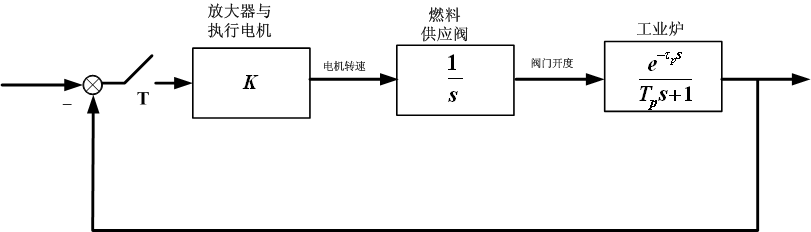 放大器与
执行电机
燃料
供应阀
工业炉
K
电机转速
1
s
阀门开度
e^{-τ_p s}
T_p s+1
−
T